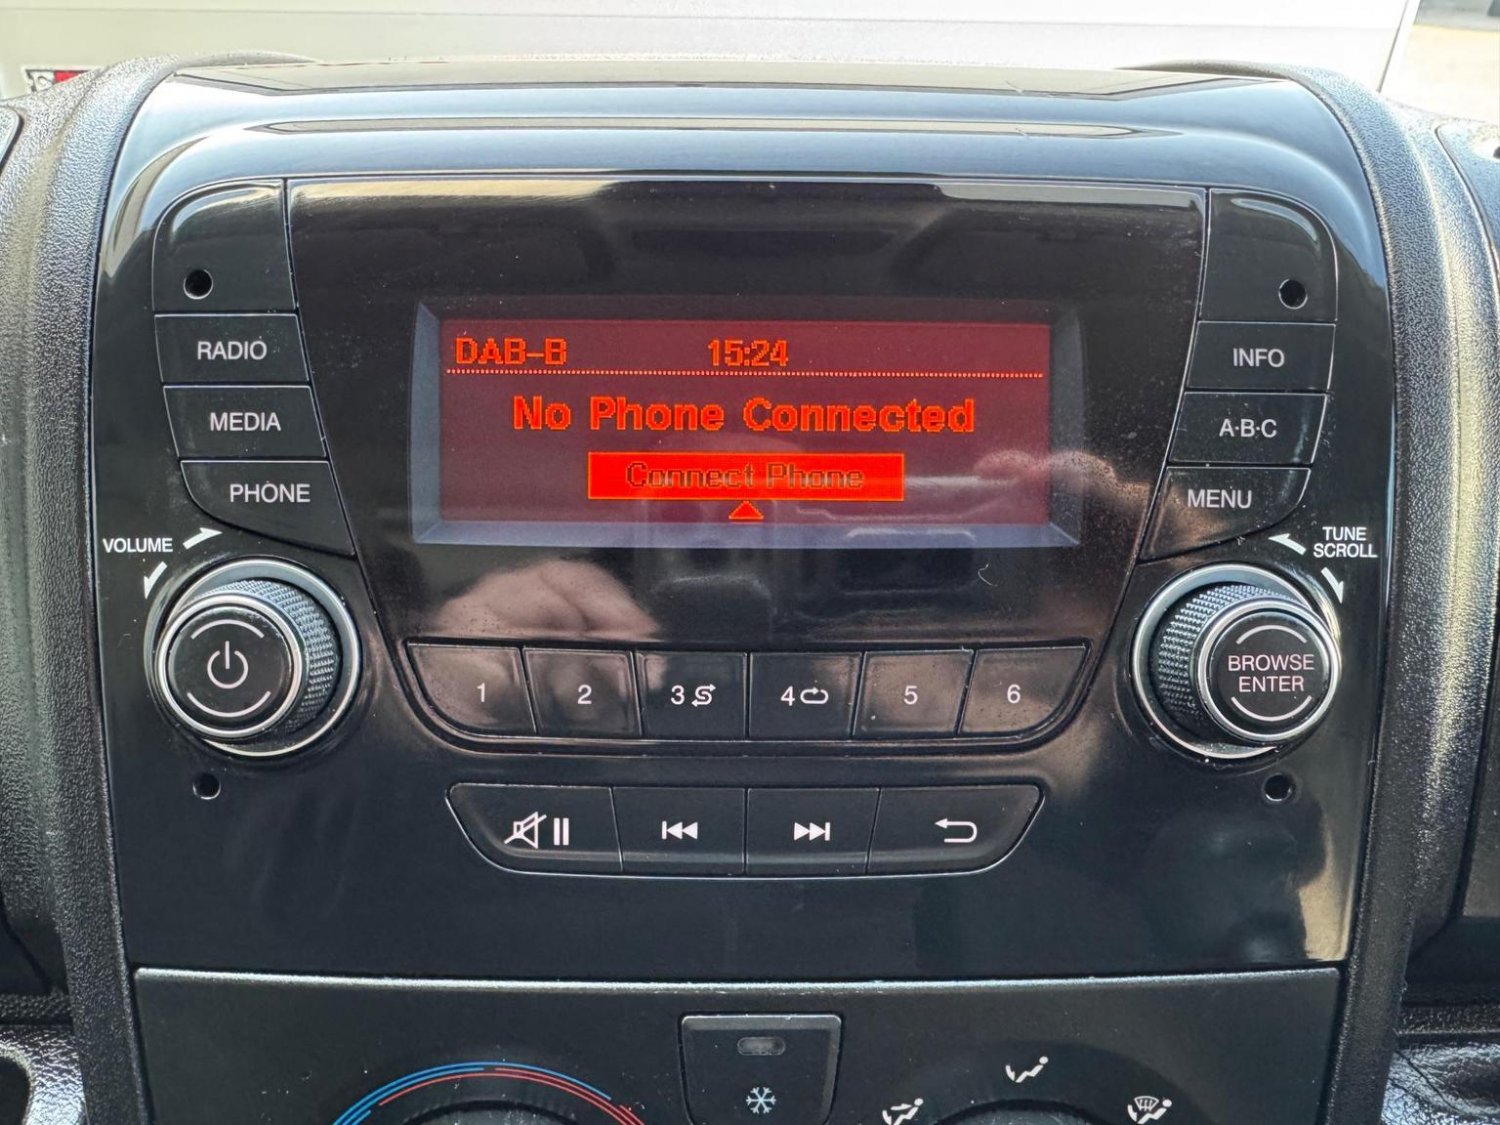 DAB-B 15:24
No Phone Connected
Connect Phone
RADIO
MEDIA
PHONE
VOLUME
INFO
A·B·C
MENU
TUNE
SCROLL
BROWSE
ENTER
1 2 3 4 5 6